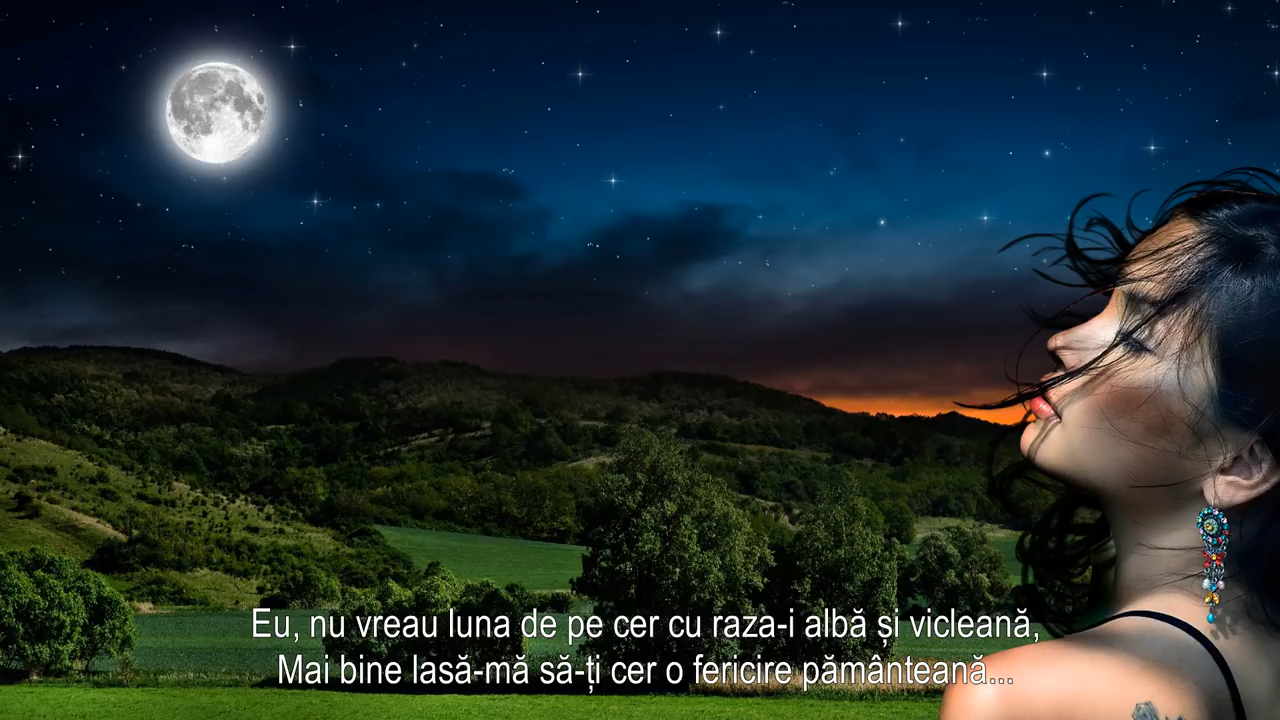 Eu, nu vreau luna de pe cer cu raza-i albă și vicleană,
Mai bine lasă-mă să-ți cer o fericire pământeană...